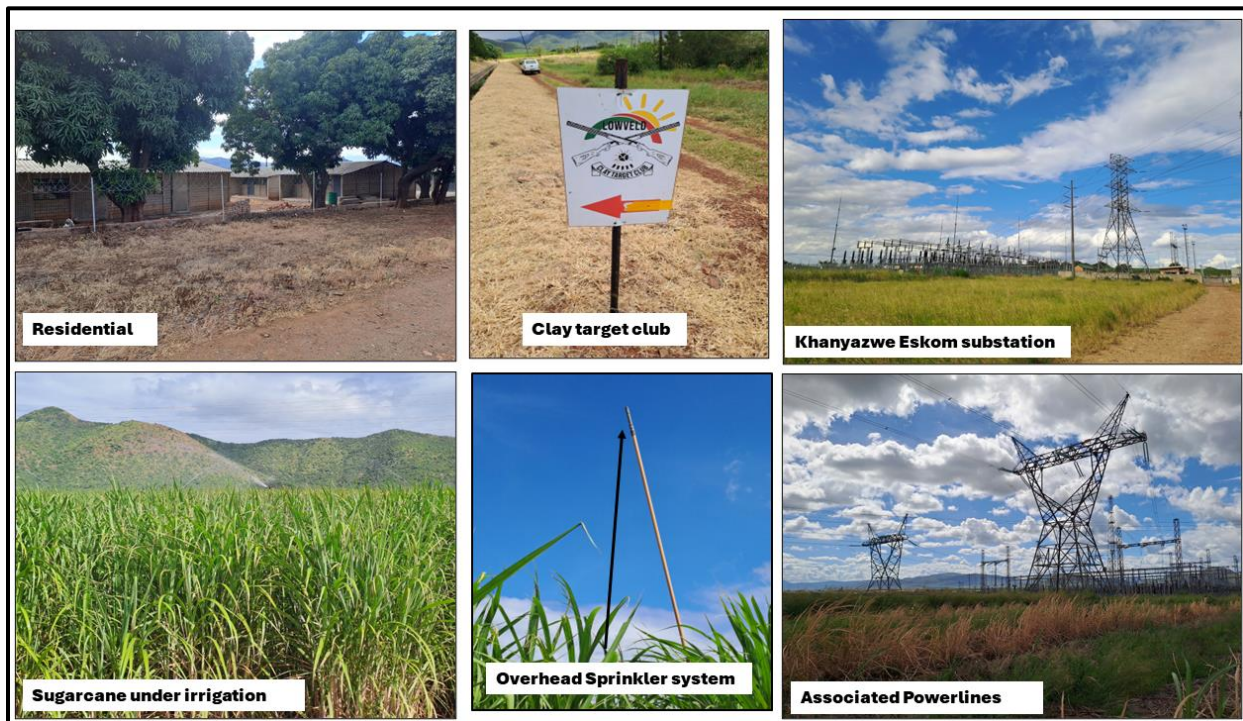 LOWVELD
CLAY TARGET CLUB
Residential
Clay target club
Khanyazwe Eskom substation
Sugarcane under irrigation
Overhead Sprinkler system
Associated Powerlines